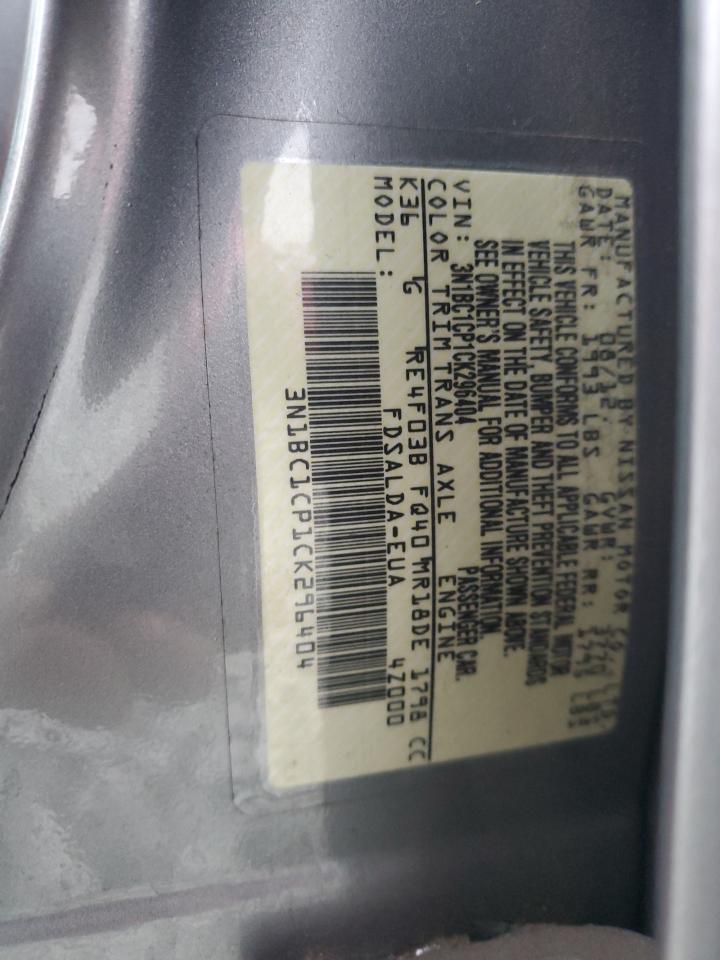 MANUFACTURED BY NISSAN MOTOR CO.
DATE: 06/12 GVWR:
GAWR FR: 1793 LBS GAWR RR:
THIS VEHICLE CONFORMS TO ALL APPLICABLE FEDERAL MOTOR
VEHICLE SAFETY, BUMPER AND THEFT PREVENTION STANDARDS
IN EFFECT ON THE DATE OF MANUFACTURE SHOWN ABOVE.
SEE OWNER'S MANUAL FOR ADDITIONAL INFORMATION.
VIN: 3N1BC1CP1CK296404 PASSENGER CAR.
COLOR TRIM TRANS AXLE ENGINE
K36 G RE4F03B FQ40 MR18DE 1798 CC
MODEL: FDSALDA-EUA 4Z000
3N1BC1CP1CK296404